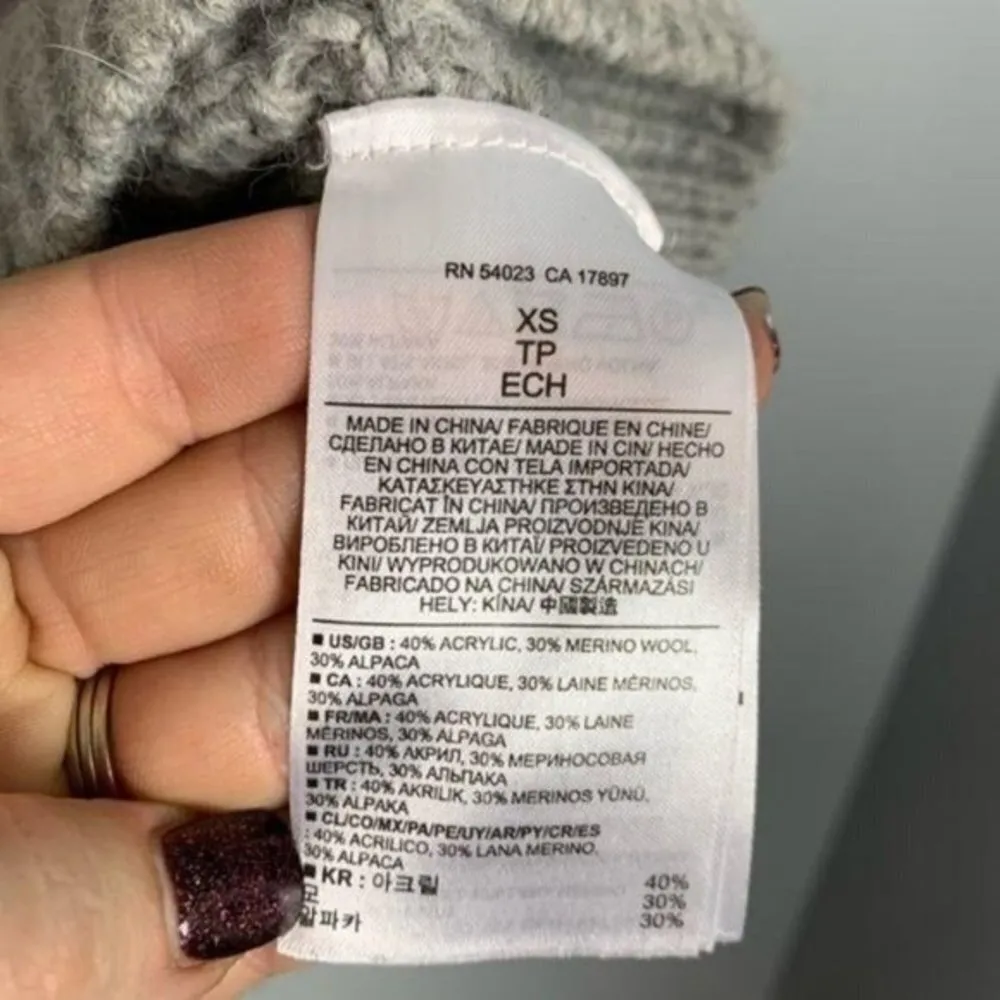 RN 54023 CA 17897
XS
TP
ECH
MADE IN CHINA/ FABRIQUE EN CHINE/
СДЕЛАНО В КИТАЕ/ MADE IN CIN/ HECHO
EN CHINA CON TELA IMPORTADA/
ΚΑΤΑΣΚΕΥΑΣΤΗΚΕ ΣΤΗΝ ΚΙΝΑ/
FABRICAT ÎN CHINA/ ПРОИЗВЕДЕНО В
КИТАЙ/ ZEMLJA PROIZVODNJE KINA/
ВИРОБЛЕНО В КИТАЇ/ PROIZVEDENO U
KINI/ WYPRODUKOWANO W CHINACH/
FABRICADO NA CHINA/ SZÁRMAZÁSI
HELY: KÍNA/ 中國製造
■ US/GB : 40% ACRYLIC, 30% MERINO WOOL,
30% ALPACA
■ CA : 40% ACRYLIQUE, 30% LAINE MÉRINOS,
30% ALPAGA
■ FR/MA : 40% ACRYLIQUE, 30% LAINE
MÉRINOS, 30% ALPAGA
■ RU : 40% АКРИЛ, 30% МЕРИНОСОВАЯ
ШЕРСТЬ, 30% АЛЬПАКА
■ TR : 40% AKRILIK, 30% MERINOS YÜNÜ,
30% ALPAKA
■ CL/CO/MX/PA/PE/UY/AR/PY/CR/ES
: 40% ACRILICO, 30% LANA MERINO,
30% ALPACA
■ KR : 아크릴 40%
모 30%
알파카 30%